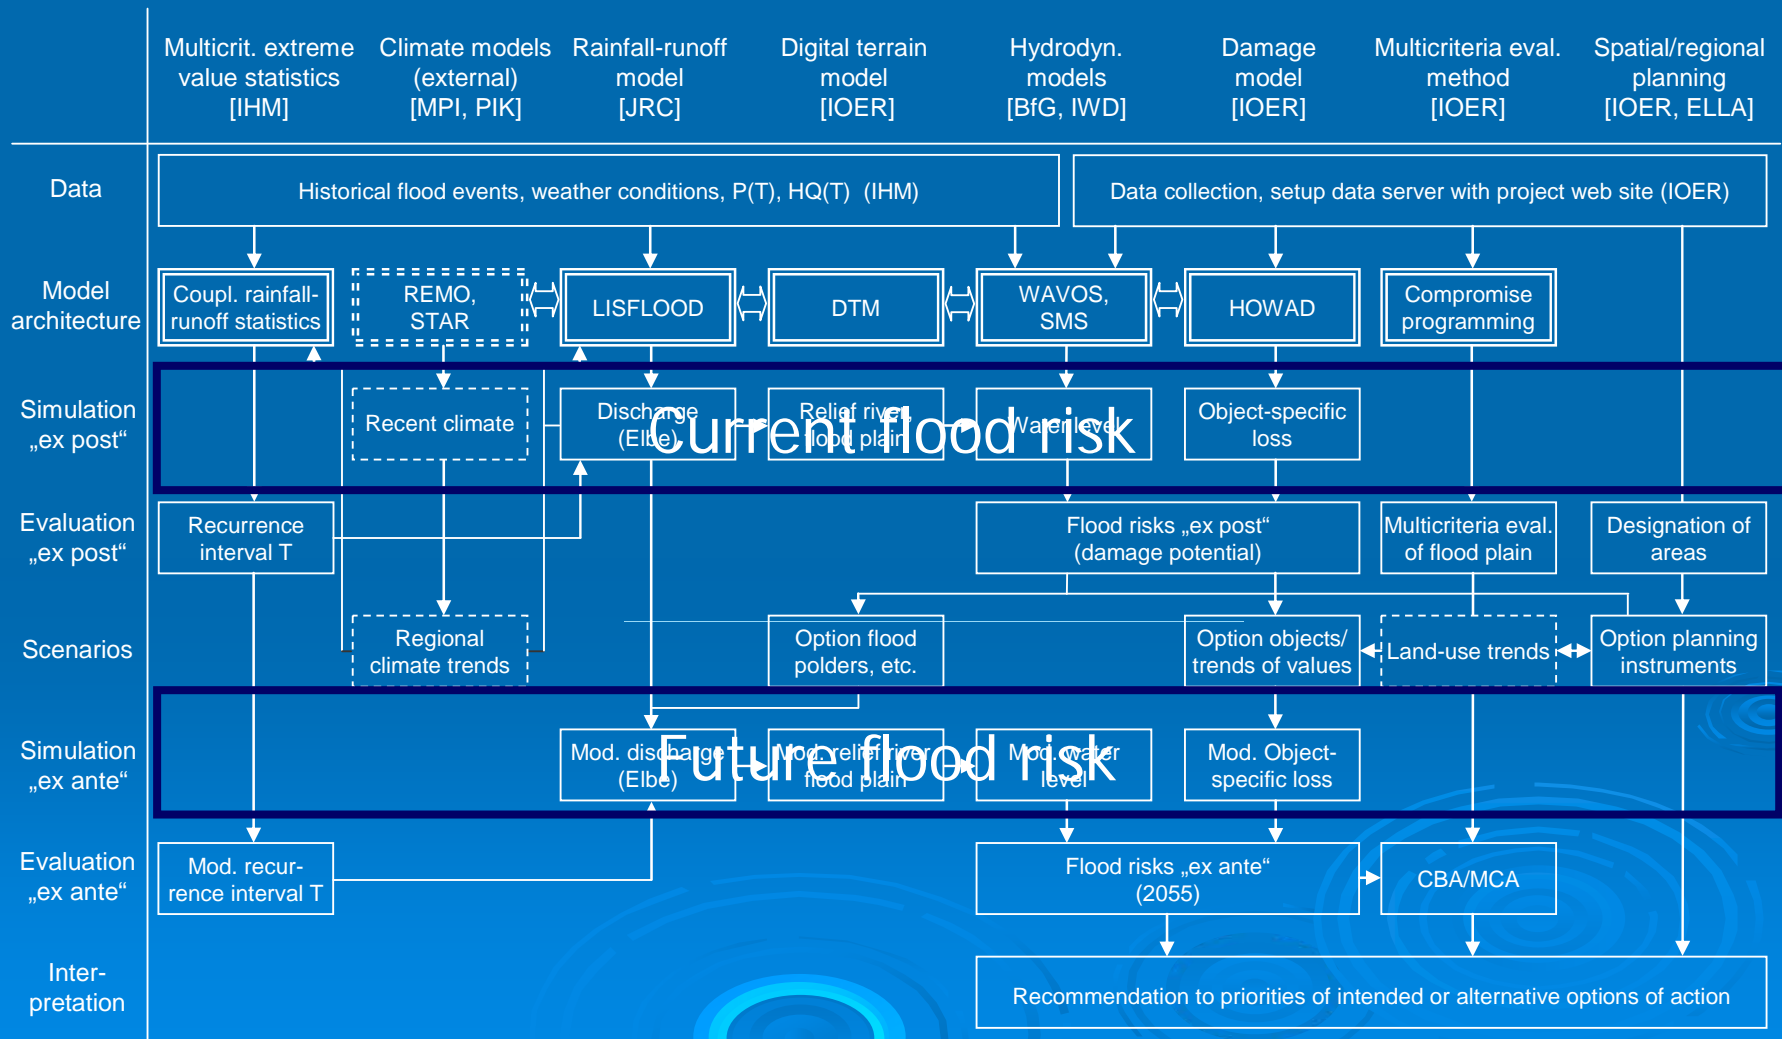 Multicrit. extreme
value statistics
[IHM]
Climate models
(external)
[MPI, PIK]
Rainfall-runoff
model
[JRC]
Digital terrain
model
[IOER]
Hydrodyn.
models
[BfG, IWD]
Damage
model
[IOER]
Multicriteria eval.
method
[IOER]
Spatial/regional
planning
[IOER, ELLA]
Data
Historical flood events, weather conditions, P(T), HQ(T) (IHM)
Data collection, setup data server with project web site (IOER)
Model
architecture
Coupl. rainfall-
runoff statistics
REMO,
STAR
LISFLOOD
DTM
WAVOS,
SMS
HOWAD
Compromise
programming
Simulation
„ex post“
Recent climate
Discharge
(Elbe)
Relief river,
flood plain
Water level
Object-specific
loss
Current flood risk
Evaluation
„ex post“
Recurrence
interval T
Flood risks „ex post“
(damage potential)
Multicriteria eval.
of flood plain
Designation of
areas
Scenarios
Regional
climate trends
Option flood
polders, etc.
Option objects/
trends of values
Land-use trends
Option planning
instruments
Simulation
„ex ante“
Mod. discharge
(Elbe)
Mod. relief river
flood plain
Mod. water
level
Mod. Object-
specific loss
Future flood risk
Evaluation
„ex ante“
Mod. recur-
rence interval T
Flood risks „ex ante“
(2055)
CBA/MCA
Inter-
pretation
Recommendation to priorities of intended or alternative options of action